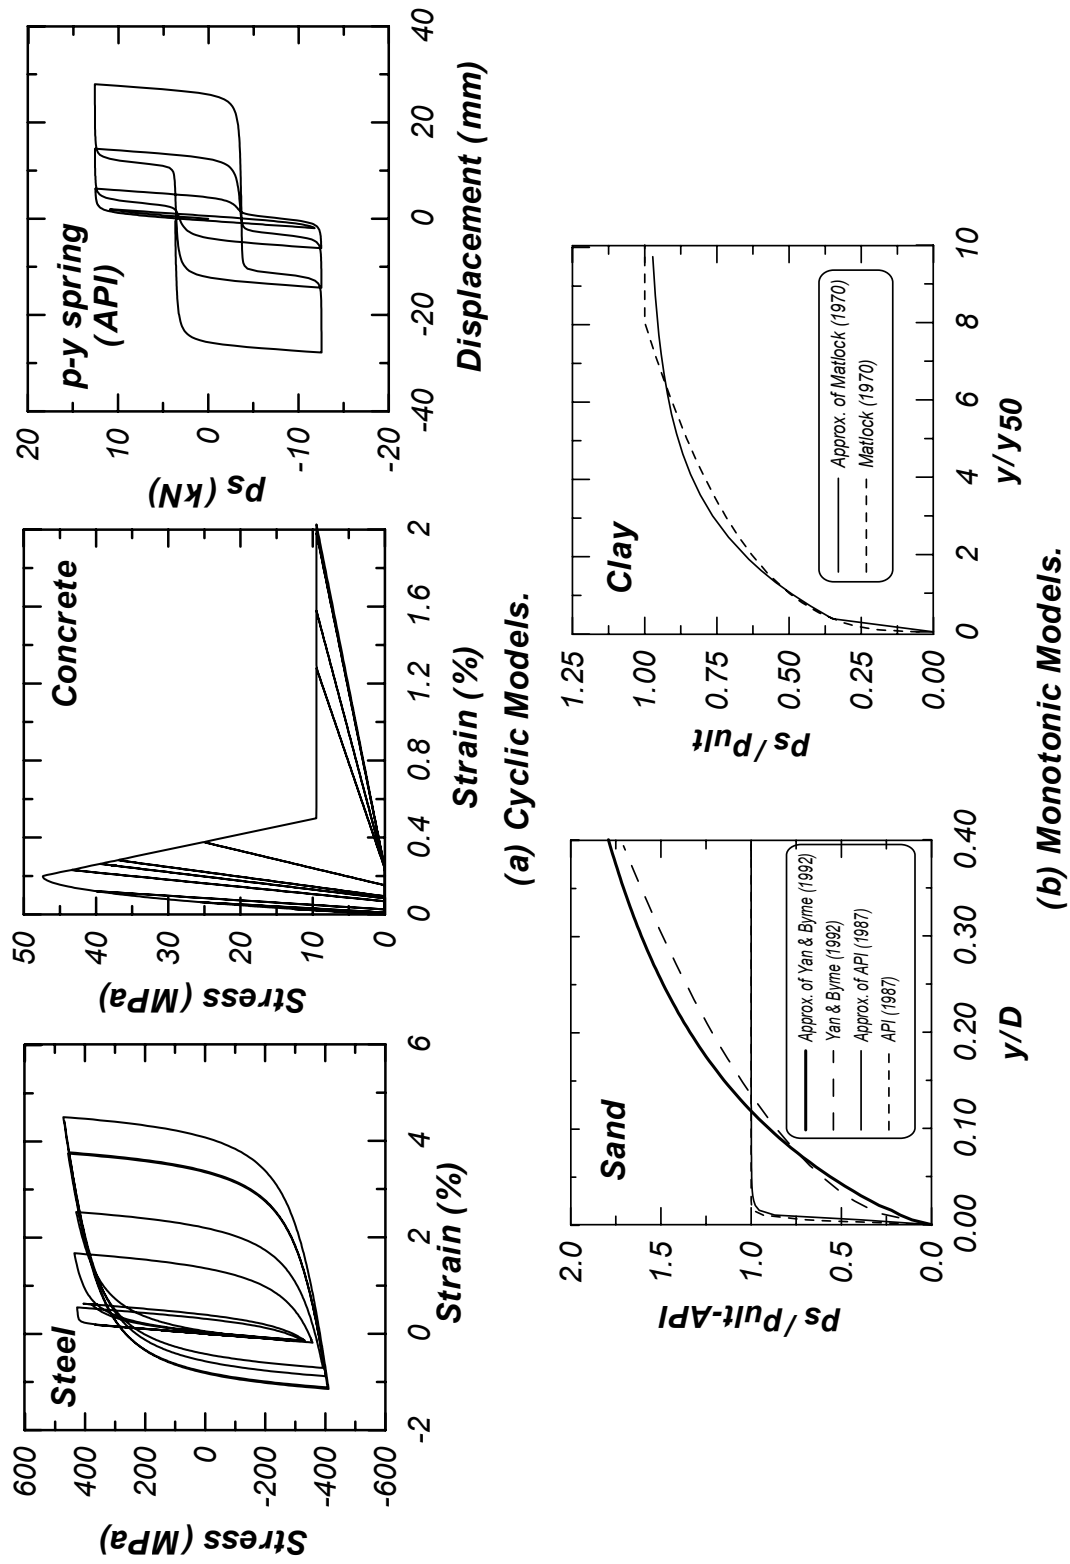 Steel
Stress (MPa)
600
400
200
0
-200
-400
-600
-2
0
2
4
6
Strain (%)
Concrete
Stress (MPa)
50
40
30
20
10
0
0
0.4
0.8
1.2
1.6
2
Strain (%)
p-y spring
(API)
ps (kN)
20
10
0
-10
-20
-40
-20
0
20
40
Displacement (mm)
(a) Cyclic Models.
Sand
ps/Pult-API
2.0
1.5
1.0
0.5
0.0
0.00
0.10
0.20
0.30
0.40
y/D
Approx. of Yan & Byrne (1992)
Yan & Byrne (1992)
Approx. of API (1987)
API (1987)
Clay
ps/Pult
1.25
1.00
0.75
0.50
0.25
0.00
0
2
4
6
8
10
y/y50
Approx. of Matlock (1970)
Matlock (1970)
(b) Monotonic Models.